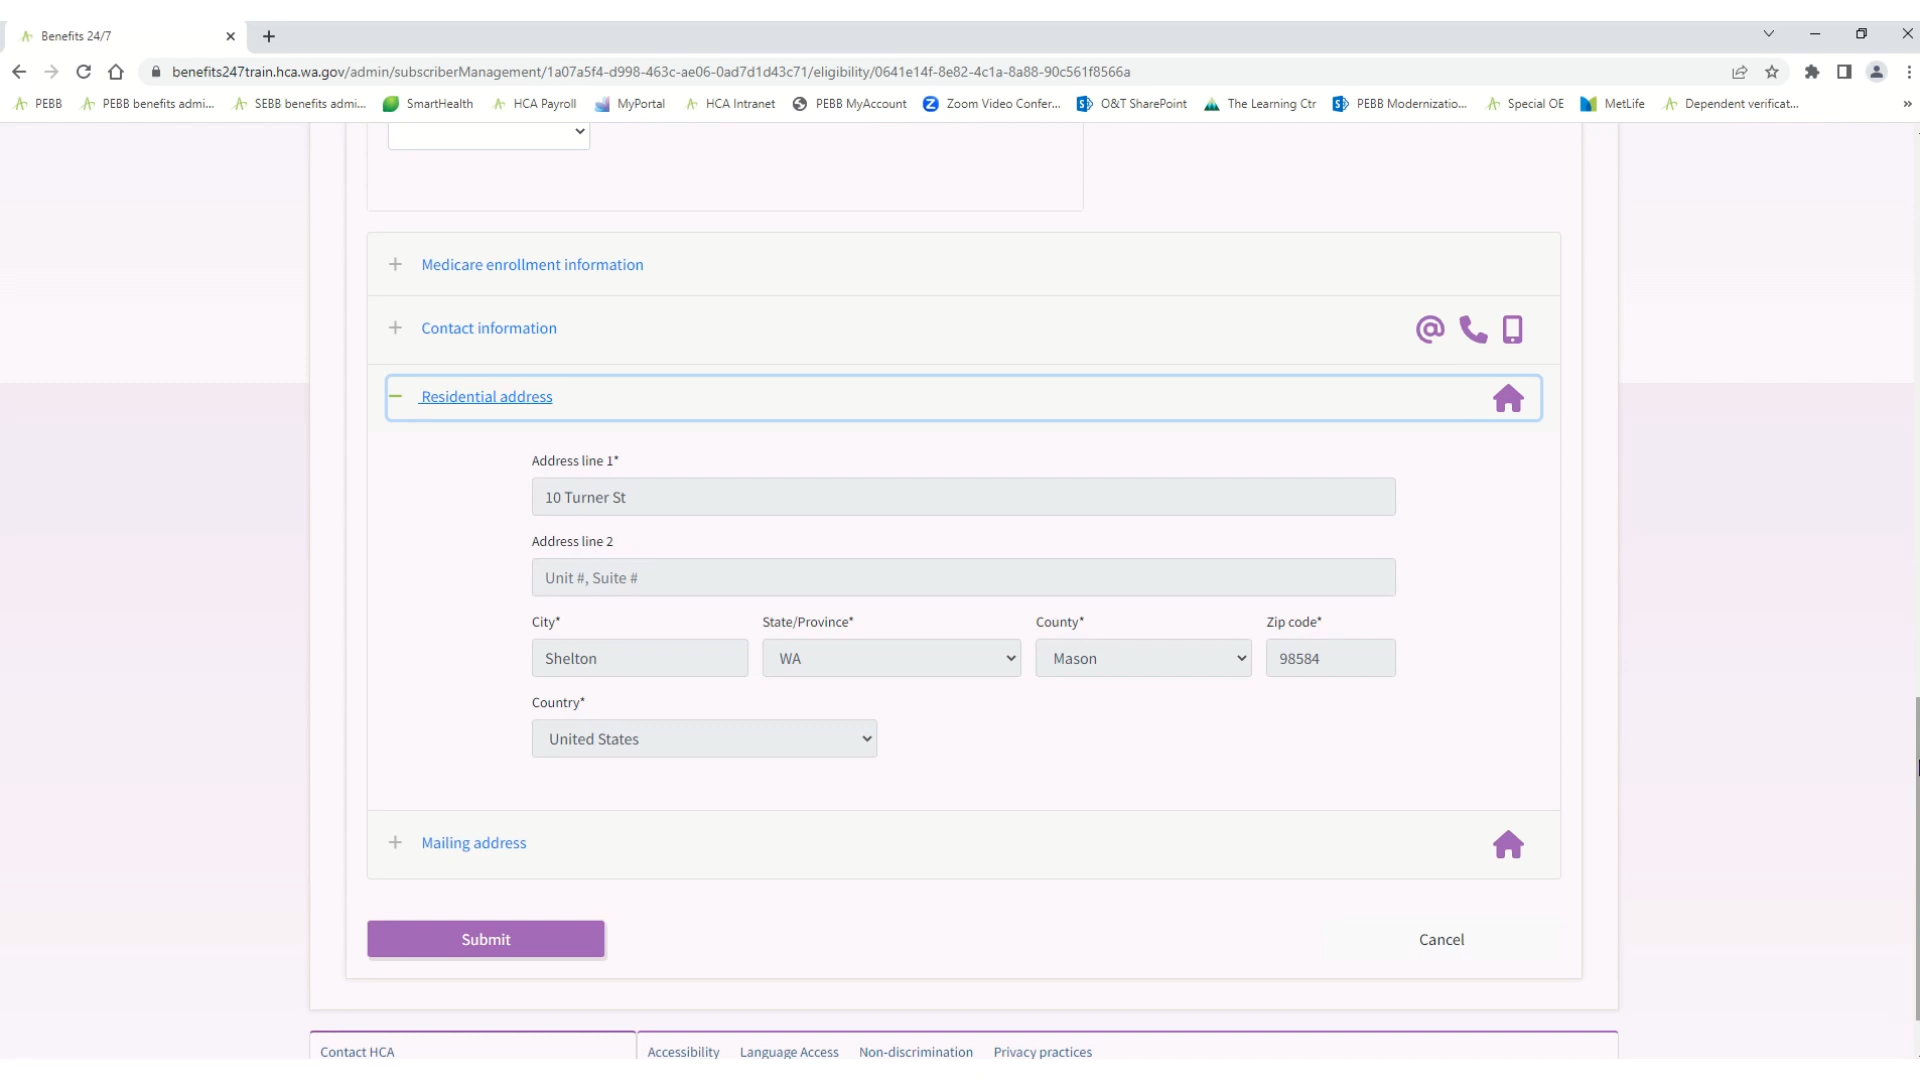 Benefits 24/7
benefits247train.hca.wa.gov/admin/subscriberManagement/1a07a5f4-d998-463c-ae06-0ad7d1d43c71/eligibility/0641e14f-8e82-4c1a-8a88-90c561f8566a
PEBB PEBB benefits admi... SEBB benefits admi... SmartHealth HCA Payroll MyPortal HCA Intranet PEBB MyAccount Zoom Video Confer... O&T SharePoint The Learning Ctr PEBB Modernizatio... Special OE MetLife Dependent verificat... »
+ Medicare enrollment information
+ Contact information
− Residential address
Address line 1*
10 Turner St
Address line 2
Unit #, Suite #
City* State/Province* County* Zip code*
Shelton WA Mason 98584
Country*
United States
+ Mailing address
Submit Cancel
Contact HCA Accessibility Language Access Non-discrimination Privacy practices